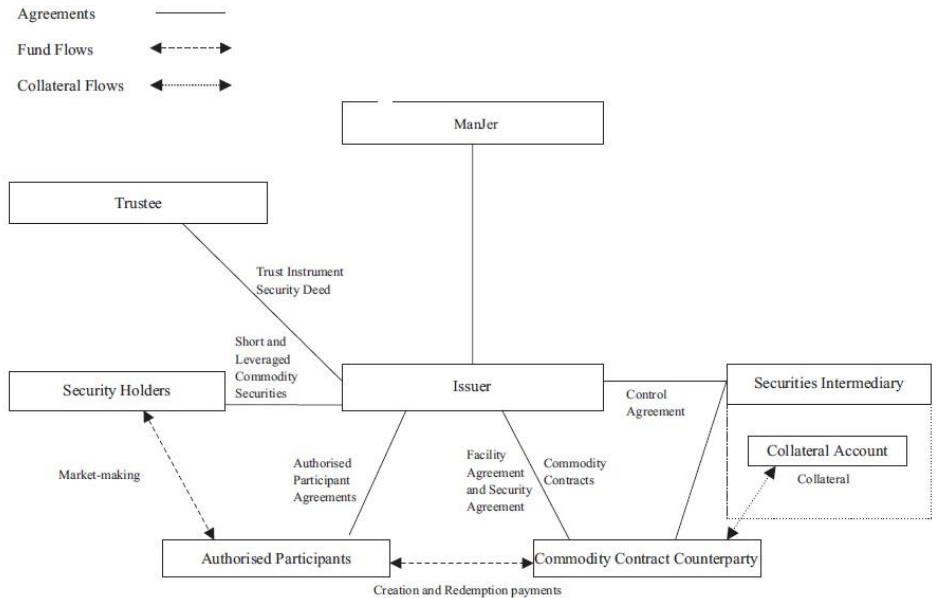 Agreements
Fund Flows
Collateral Flows
ManJer
Trustee
Trust Instrument
Security Deed
Short and
Leveraged
Commodity
Securities
Security Holders
Issuer
Securities Intermediary
Control
Agreement
Collateral Account
Collateral
Market-making
Authorised
Participant
Agreements
Facility
Agreement
and Security
Agreement
Commodity
Contracts
Authorised Participants
Commodity Contract Counterparty
Creation and Redemption payments